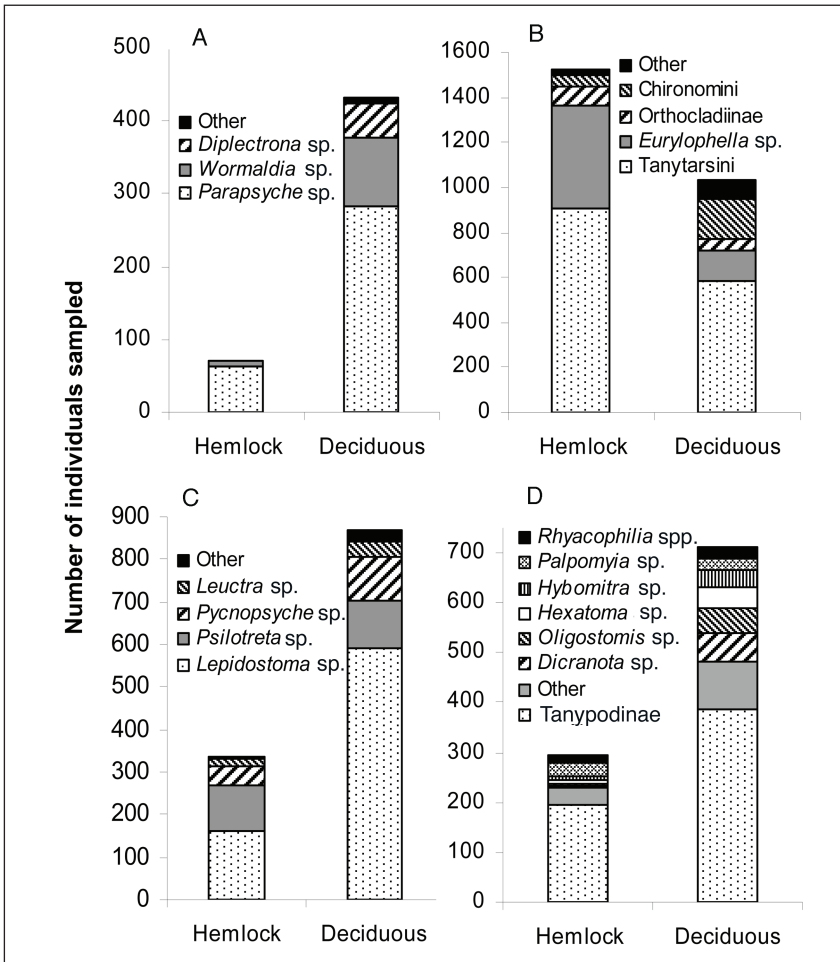 Number of individuals sampled
A
500
400
300
200
100
0
Other
Diplectrona sp.
Wormaldia sp.
Parapsyche sp.
Hemlock
Deciduous
B
1600
1400
1200
1000
800
600
400
200
0
Other
Chironomini
Orthocladiinae
Eurylophella sp.
Tanytarsini
Hemlock
Deciduous
C
900
800
700
600
500
400
300
200
100
0
Other
Leuctra sp.
Pycnopsyche sp.
Psilotreta sp.
Lepidostoma sp.
Hemlock
Deciduous
D
700
600
500
400
300
200
100
0
Rhyacophilia spp.
Palpomyia sp.
Hybomitra sp.
Hexatoma sp.
Oligostomis sp.
Dicranota sp.
Other
Tanypodinae
Hemlock
Deciduous